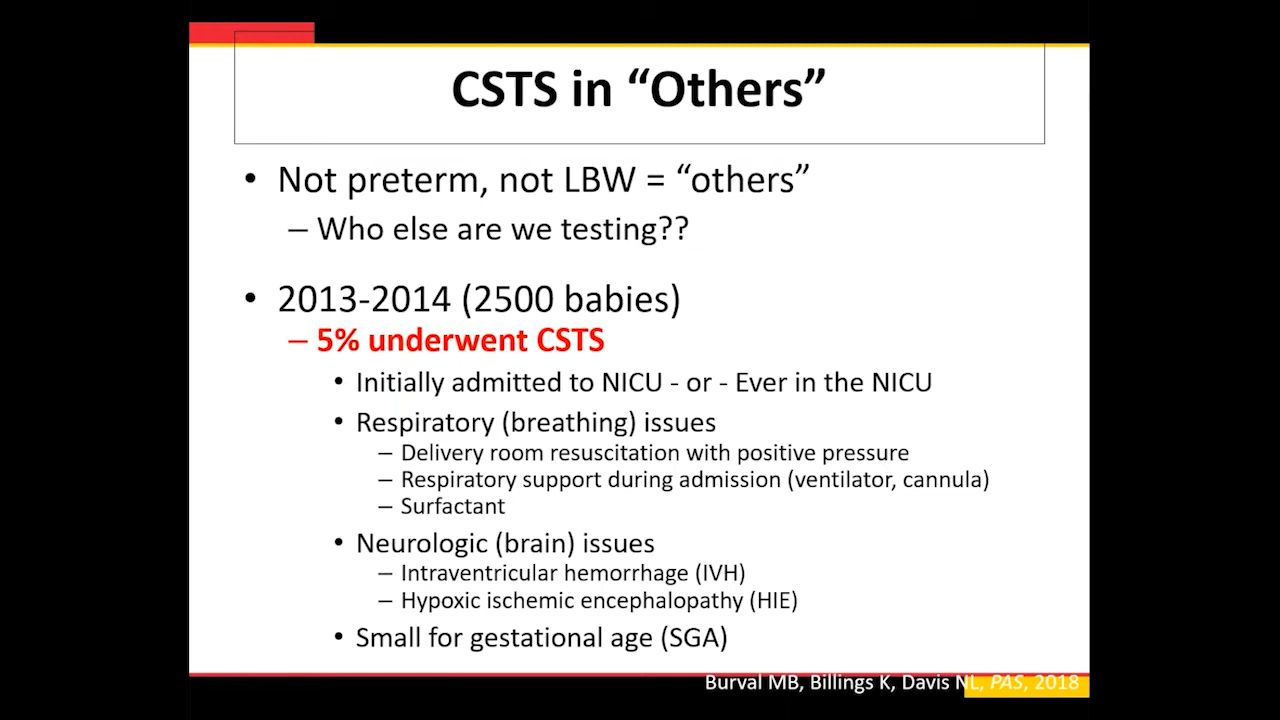 CSTS in “Others”
• Not preterm, not LBW = “others”
– Who else are we testing??
• 2013-2014 (2500 babies)
– 5% underwent CSTS
• Initially admitted to NICU - or - Ever in the NICU
• Respiratory (breathing) issues
– Delivery room resuscitation with positive pressure
– Respiratory support during admission (ventilator, cannula)
– Surfactant
• Neurologic (brain) issues
– Intraventricular hemorrhage (IVH)
– Hypoxic ischemic encephalopathy (HIE)
• Small for gestational age (SGA)
Burval MB, Billings K, Davis NL, PAS, 2018